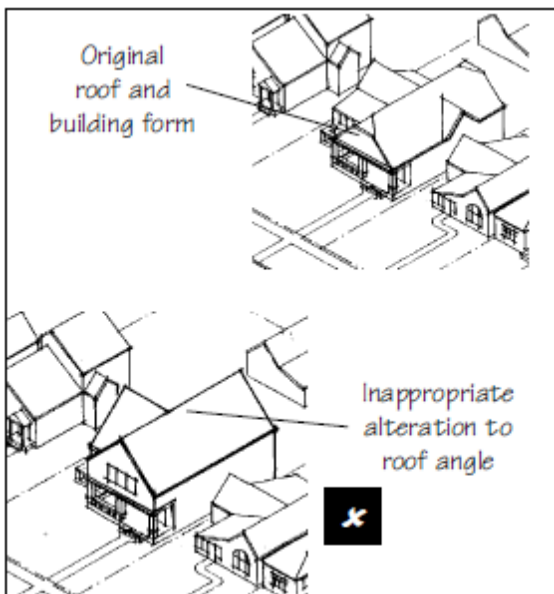 Original
roof and
building form
Inappropriate
alteration to
roof angle
x